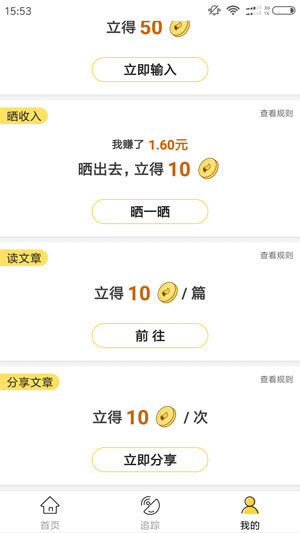 15:53
立得 50
立即输入
晒收入
查看规则
我赚了 1.60元
晒出去，立得 10
晒一晒
读文章
查看规则
立得 10 / 篇
前 往
分享文章
查看规则
立得 10 / 次
立即分享
首页
追踪
我的